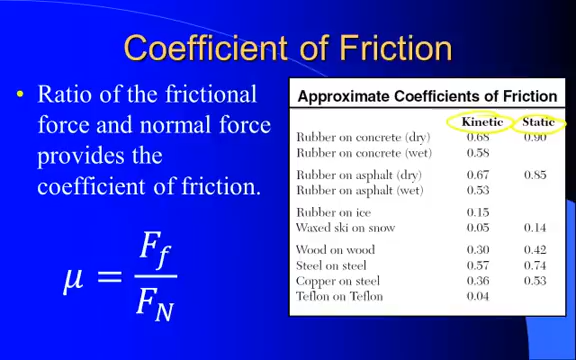 Coefficient of Friction
• Ratio of the frictional
force and normal force
provides the
coefficient of friction.
μ = F_f / F_N
Approximate Coefficients of Friction
Kinetic Static
Rubber on concrete (dry) 0.68 0.90
Rubber on concrete (wet) 0.58
Rubber on asphalt (dry) 0.67 0.85
Rubber on asphalt (wet) 0.53
Rubber on ice 0.15
Waxed ski on snow 0.05 0.14
Wood on wood 0.30 0.42
Steel on steel 0.57 0.74
Copper on steel 0.36 0.53
Teflon on Teflon 0.04